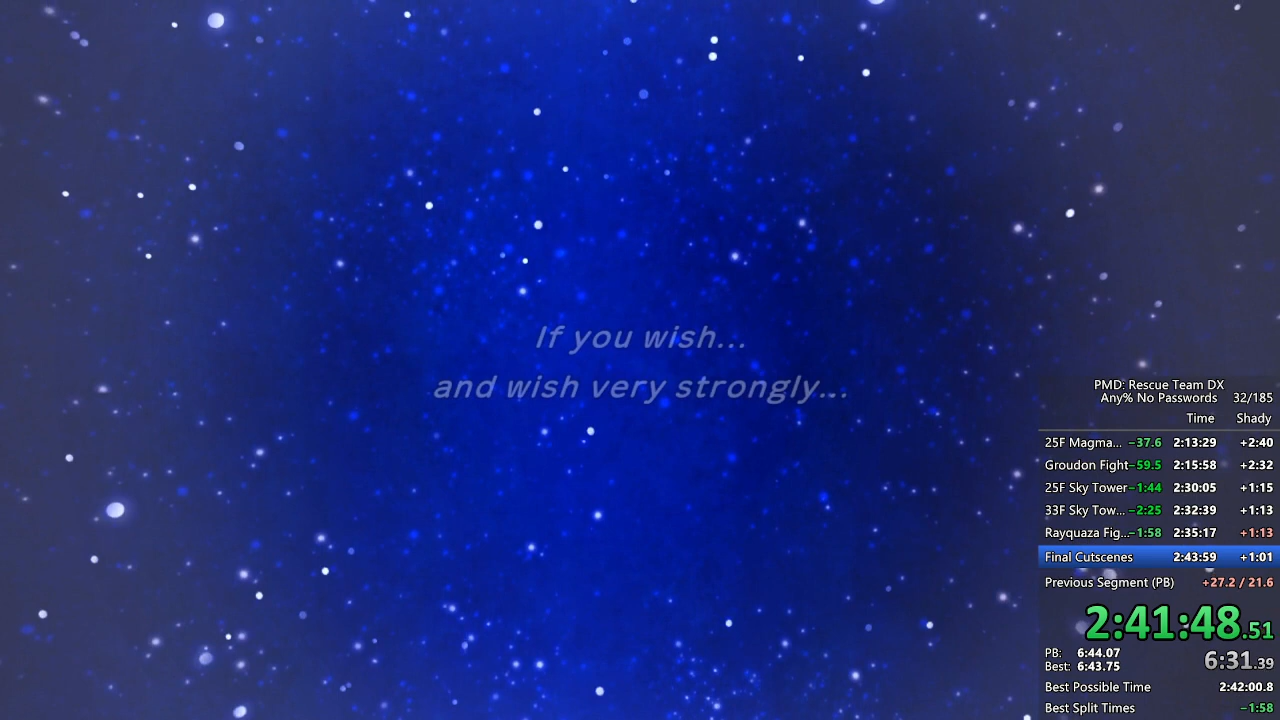 If you wish...
and wish very strongly...
PMD: Rescue Team DX
Any% No Passwords 32/185
Time Shady
25F Magma... −37.6 2:13:29 +2:40
Groudon Fight −59.5 2:15:58 +2:32
25F Sky Tower −1:44 2:30:05 +1:15
33F Sky Tow... −2:25 2:32:39 +1:13
Rayquaza Fig... −1:58 2:35:17 +1:13
Final Cutscenes 2:43:59 +1:01
Previous Segment (PB) +27.2 / 21.6
2:41:48.51
PB: 6:44.07
Best: 6:43.75
6:31.39
Best Possible Time 2:42:00.8
Best Split Times −1:58